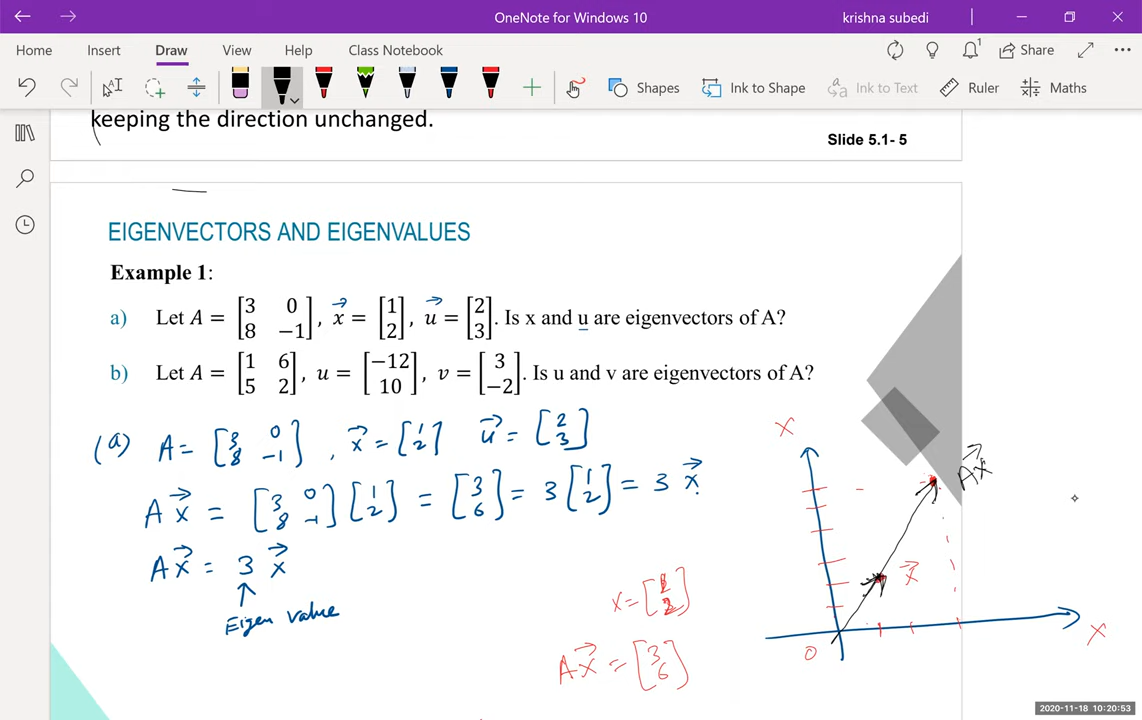 OneNote for Windows 10
krishna subedi
Home Insert Draw View Help Class Notebook
1 Share
Shapes Ink to Shape Ink to Text Ruler Maths
keeping the direction unchanged.
Slide 5.1- 5
EIGENVECTORS AND EIGENVALUES
Example 1:
a) Let A = [3 0; 8 −1], x⃗ = [1; 2], u⃗ = [2; 3]. Is x and u are eigenvectors of A?
b) Let A = [1 6; 5 2], u = [−12; 10], v = [3; −2]. Is u and v are eigenvectors of A?
(a) A = [3 0; 8 −1], x⃗ = [1; 2] u⃗ = [2; 3]
A x⃗ = [3 0; 8 −1] [1; 2] = [3; 6] = 3 [1; 2] = 3 x⃗
A x⃗ = 3 x⃗
Eigen value
x = [1; 2]
A x⃗ = [3; 6]
X
A x⃗
x⃗
O
X
2020-11-18 10:20:53